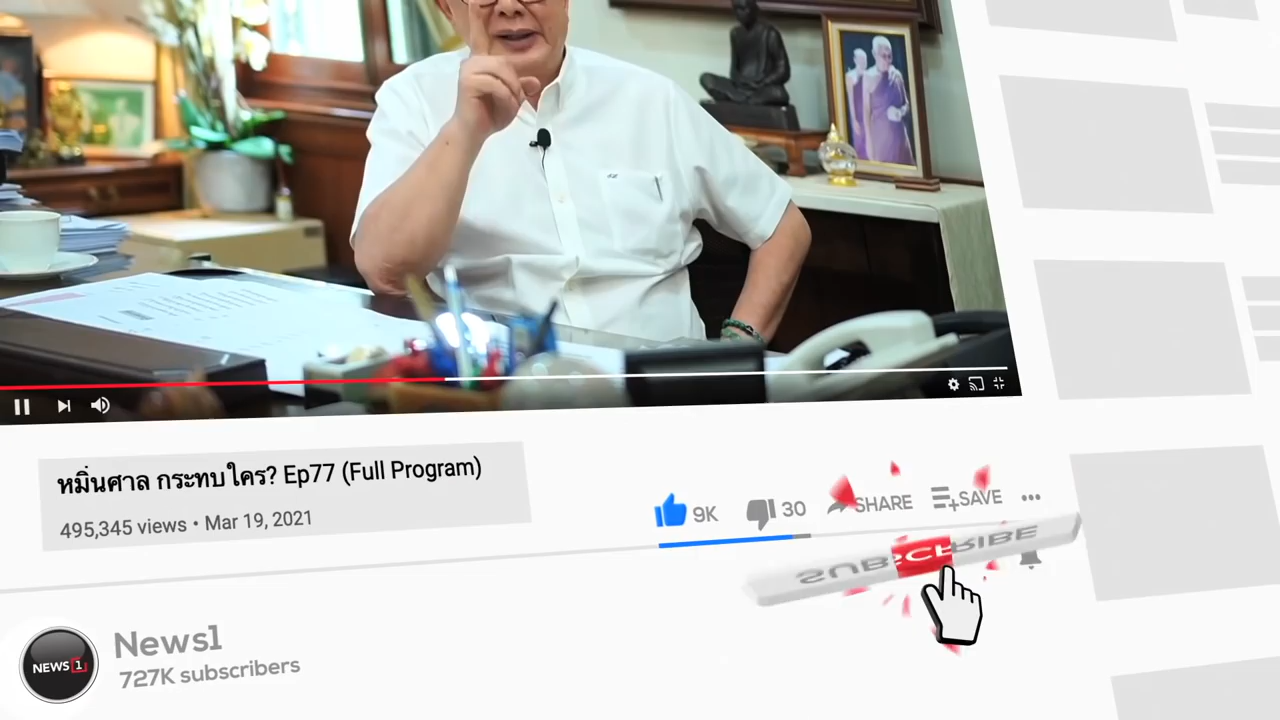 หมิ่นศาล กระทบใคร? Ep77 (Full Program)
495,345 views • Mar 19, 2021
9K
30
SHARE
SAVE
SUBSCRIBE
NEWS 1
News1
727K subscribers